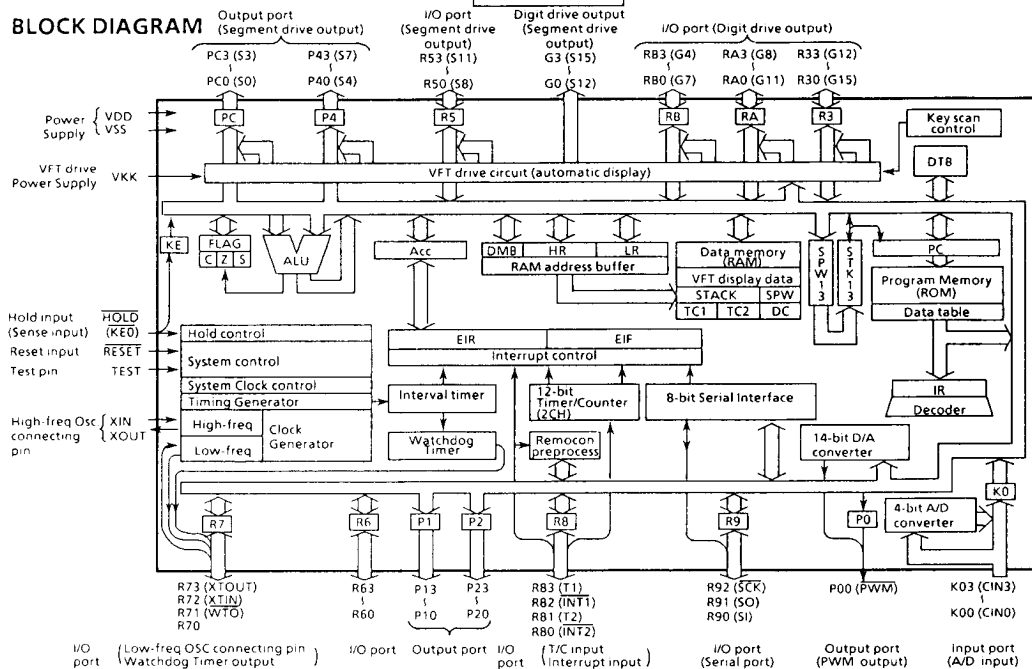 BLOCK DIAGRAM
Output port
(Segment drive output)
I/O port
(Segment drive
output)
Digit drive output
(Segment drive
output)
I/O port (Digit drive output)
PC3 (S3)
PC0 (S0)
P43 (S7)
P40 (S4)
R53 (S11)
R50 (S8)
G3 (S15)
G0 (S12)
RB3 (G4)
RB0 (G7)
RA3 (G8)
RA0 (G11)
R33 (G12)
R30 (G15)
Power
Supply
VDD
VSS
PC
P4
R5
RB
RA
R3
Key scan
control
VFT drive
Power Supply
VKK
VFT drive circuit (automatic display)
DTB
KE
FLAG
C Z S
ALU
Acc
DMB HR LR
RAM address buffer
Data memory
(RAM)
VFT display data
STACK SPW
TC1 TC2 DC
SPW13
STK13
PC
Program Memory
(ROM)
Data table
Hold input
(Sense input)
HOLD
(KE0)
Reset input
RESET
Test pin
TEST
Hold control
System control
System Clock control
Timing Generator
High-freq
Low-freq
Clock
Generator
EIR EIF
Interrupt control
Interval timer
12-bit
Timer/Counter
(2CH)
8-bit Serial Interface
IR
Decoder
High-freq Osc
connecting
pin
XIN
XOUT
Watchdog
Timer
Remocon
preprocess
14-bit D/A
converter
K0
R7
R6
P1
P2
R8
R9
P0
4-bit A/D
converter
R73 (XTOUT)
R72 (XTIN)
R71 (WTO)
R70
R63
R60
P13
P10
P23
P20
R83 (T1)
R82 (INT1)
R81 (T2)
R80 (INT2)
R92 (SCK)
R91 (SO)
R90 (SI)
P00 (PWM)
K03 (CIN3)
K00 (CIN0)
I/O
port
(Low-freq OSC connecting pin
Watchdog Timer output)
I/O port
Output port
I/O
port
(T/C input
Interrupt input)
I/O port
(Serial port)
Output port
(PWM output)
Input port
(A/D input)